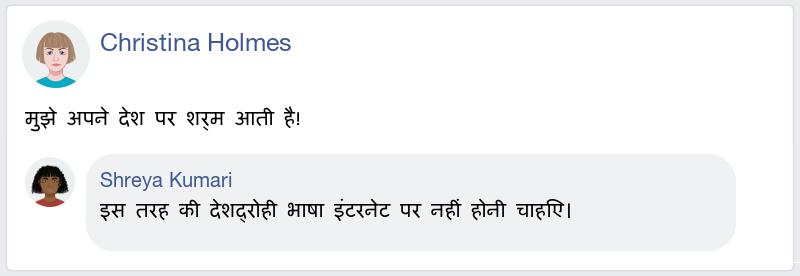 Christina Holmes
मुझे अपने देश पर शर्म आती है!
Shreya Kumari
इस तरह की देशद्रोही भाषा इंटरनेट पर नहीं होनी चाहिए।